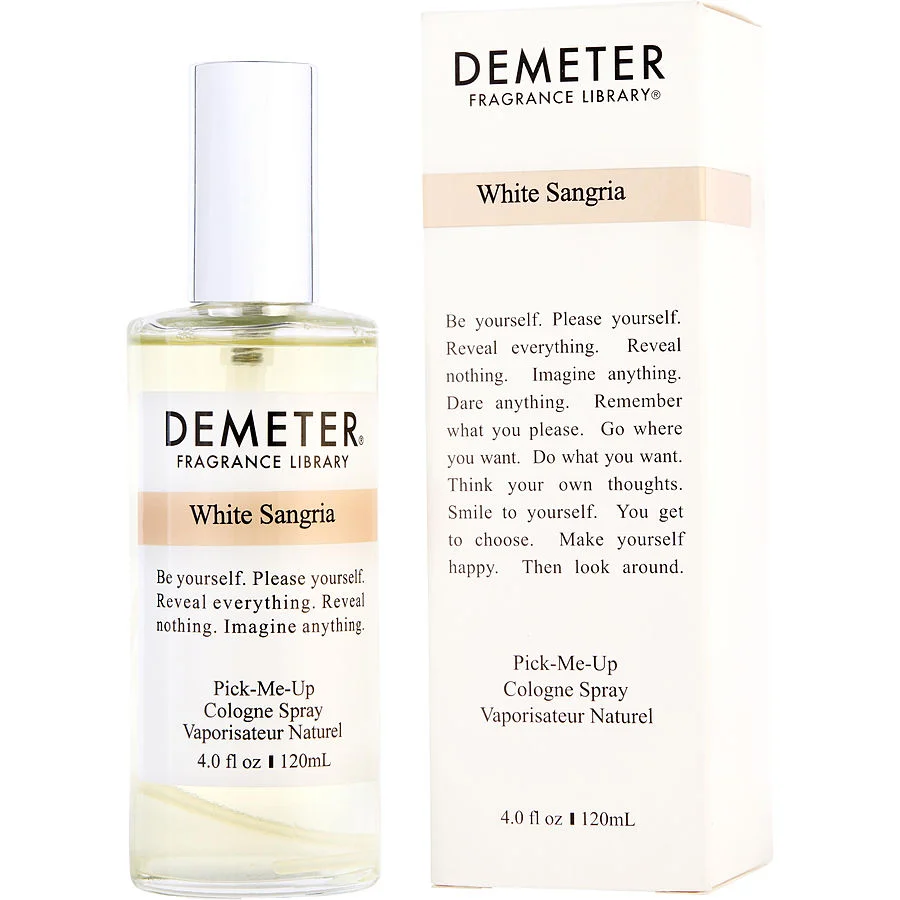 DEMETER®
FRAGRANCE LIBRARY
White Sangria
Be yourself. Please yourself.
Reveal everything. Reveal
nothing. Imagine anything.
Pick-Me-Up
Cologne Spray
Vaporisateur Naturel
4.0 fl oz ❚ 120mL
DEMETER
FRAGRANCE LIBRARY®
White Sangria
Be yourself. Please yourself.
Reveal everything. Reveal
nothing. Imagine anything.
Dare anything. Remember
what you please. Go where
you want. Do what you want.
Think your own thoughts.
Smile to yourself. You get
to choose. Make yourself
happy. Then look around.
Pick-Me-Up
Cologne Spray
Vaporisateur Naturel
4.0 fl oz ❚ 120mL